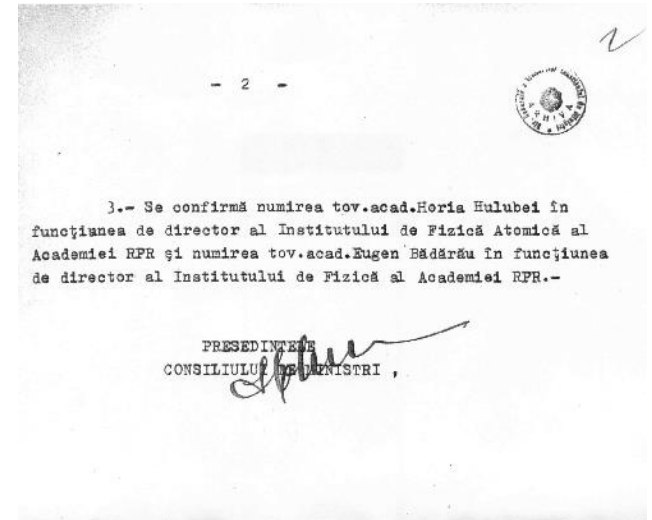 2
- 2 -
ARHIVA
3.- Se confirmă numirea tov.acad.Horia Hulubei în
funcţiunea de director al Institutului de Fizică Atomică al
Academiei RPR şi numirea tov.acad.Eugen Bădărău în funcţiunea
de director al Institutului de Fizică al Academiei RPR.-
PRESEDINTELE
CONSILIULUI DE MINISTRI ,